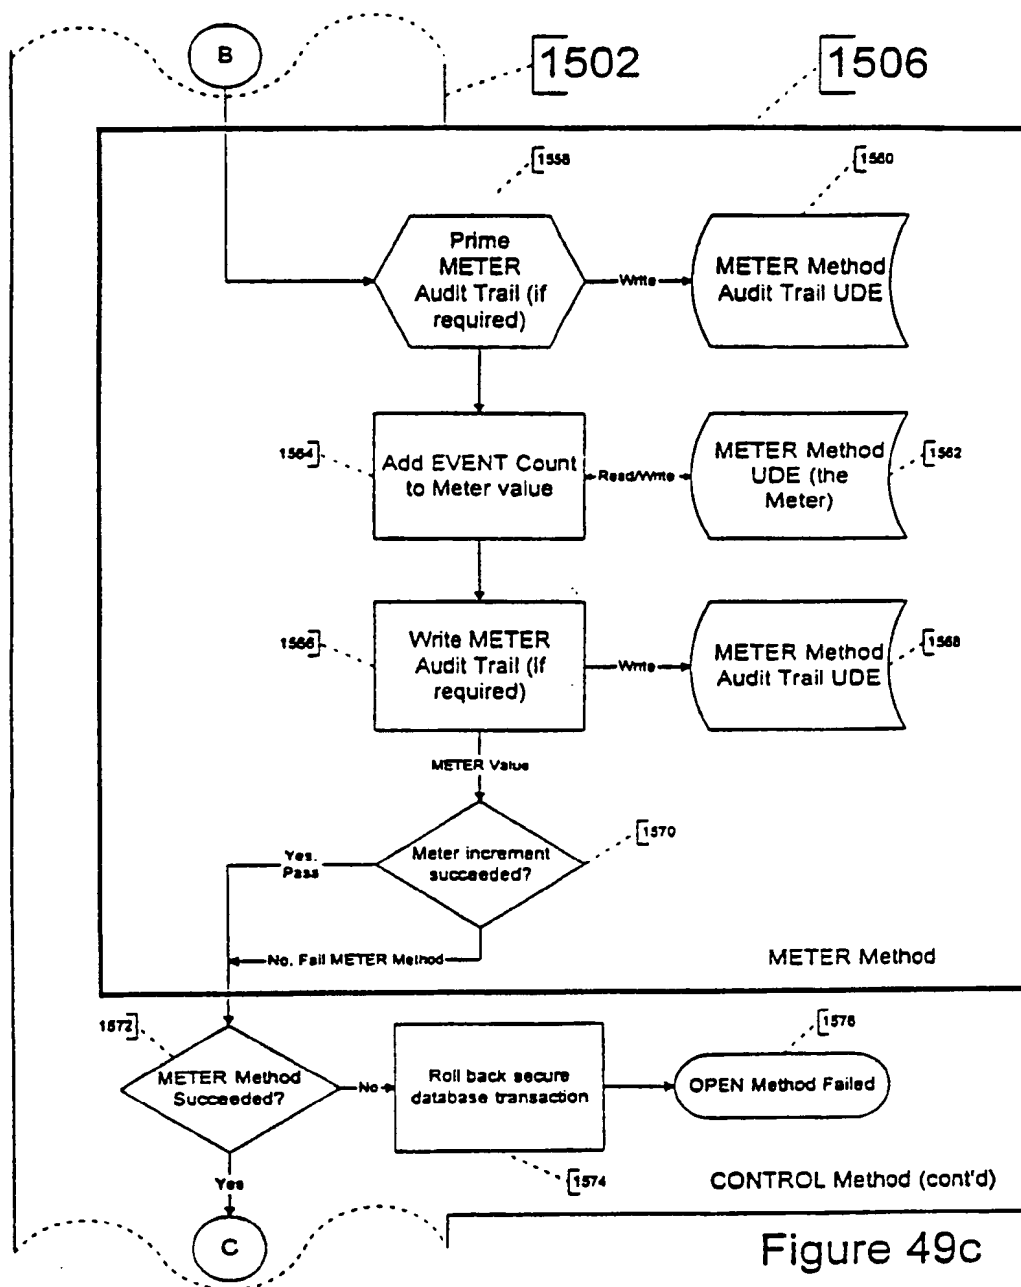 B
1502
1506
1558
1560
Prime
METER
Audit Trail (if
required)
Write
METER Method
Audit Trail UDE
1564
Add EVENT Count
to Meter value
Read/Write
METER Method
UDE (the
Meter)
1562
1566
Write METER
Audit Trail (if
required)
Write
METER Method
Audit Trail UDE
1568
METER Value
Meter increment
succeeded?
1570
Yes.
Pass
No. Fail METER Method
METER Method
1572
METER Method
Succeeded?
No
Roll back secure
database transaction
1576
OPEN Method Failed
1574
Yes
CONTROL Method (cont'd)
C
Figure 49c